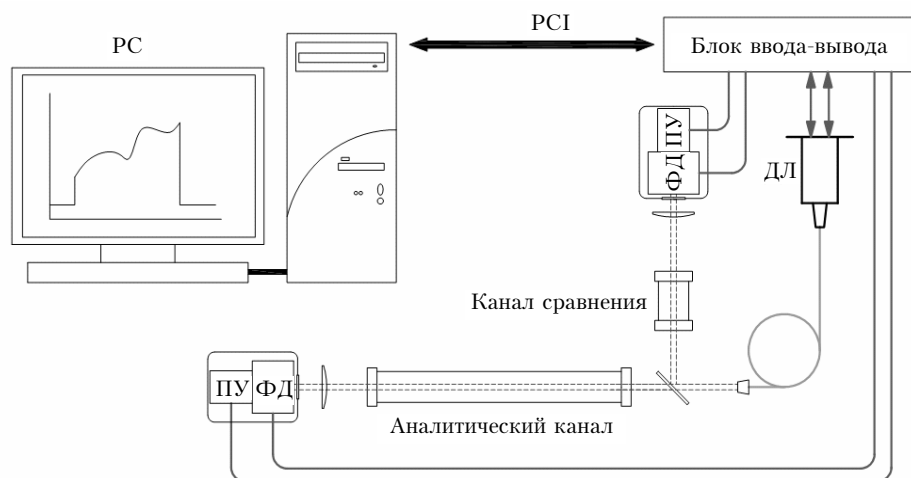 PC
PCI
Блок ввода-вывода
ПУ
ФД
ДЛ
∞
Канал сравнения
ПУ
ФД
Аналитический канал